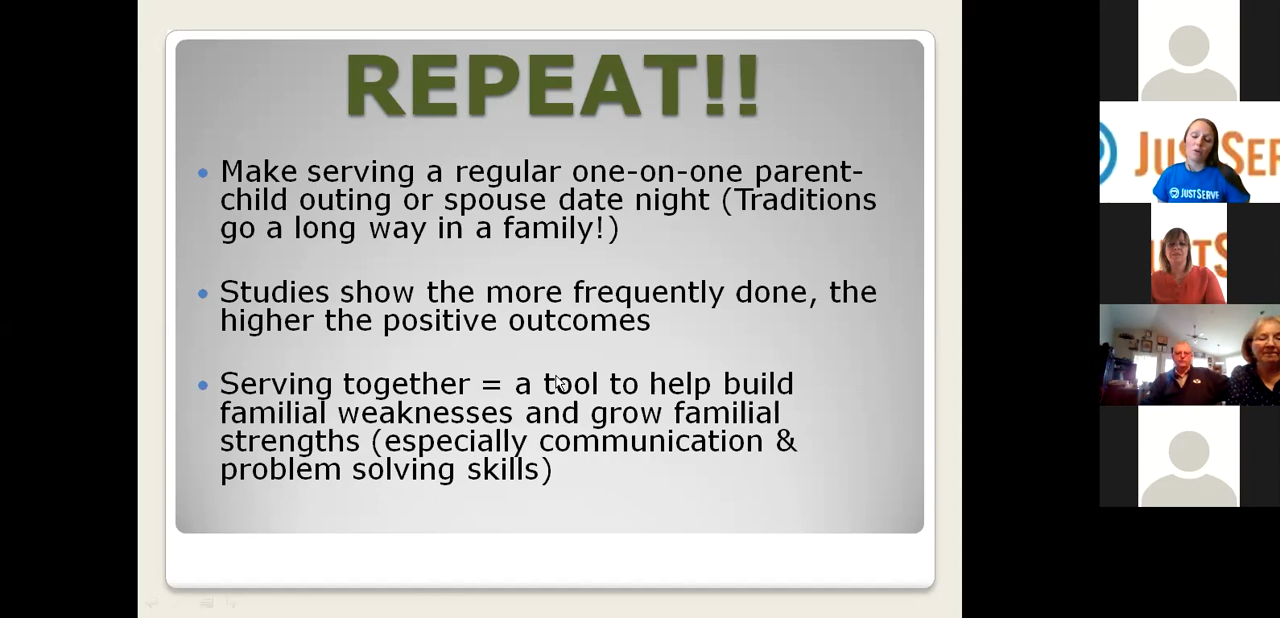 REPEAT!!
• Make serving a regular one-on-one parent-
child outing or spouse date night (Traditions
go a long way in a family!)
• Studies show the more frequently done, the
higher the positive outcomes
• Serving together = a tool to help build
familial weaknesses and grow familial
strengths (especially communication &
problem solving skills)
JUSTSERVE